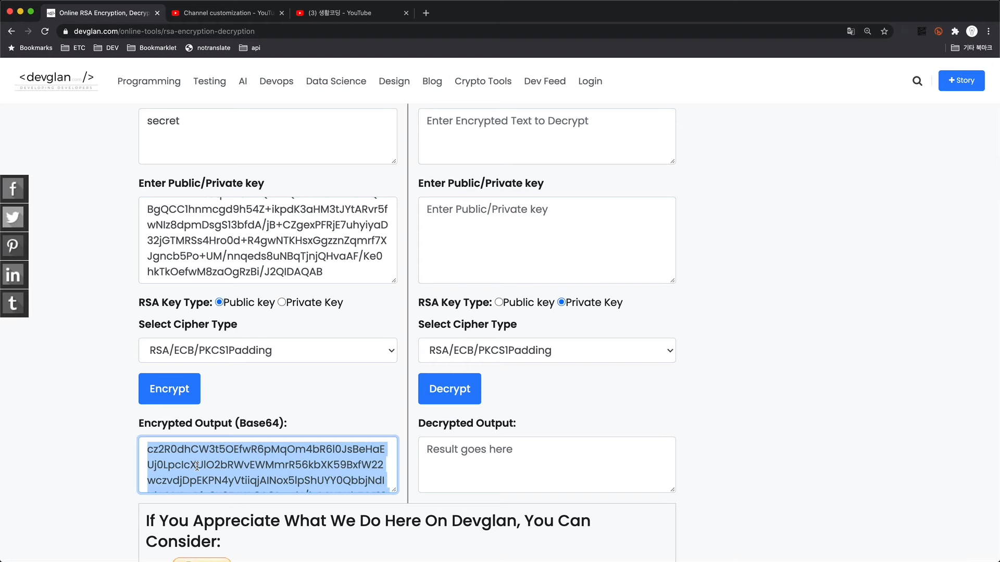 Online RSA Encryption, Decryp
Channel customization - YouTu
(3) 생활코딩 - YouTube
devglan.com/online-tools/rsa-encryption-decryption
Bookmarks
ETC
DEV
Bookmarklet
notranslate
api
기타 북마크
<devglan.com/>
DEVELOPING DEVELOPERS
Programming
Testing
AI
Devops
Data Science
Design
Blog
Crypto Tools
Dev Feed
Login
+ Story
secret
Enter Encrypted Text to Decrypt
Enter Public/Private key
Enter Public/Private key
BgQCC1hnmcgd9h54Z+ikpdK3aHM3tJYtARvr5f
wNIz8dpmDsgS13bfdA/jB+CZgexPFRjE7uhyiyaD
32jGTMRSs4Hro0d+R4gwNTKHsxGgzznZqmrf7X
Jgncb5Po+UM/nnqeds8uNBqTjnjQHvaAF/Ke0
hkTkOefwM8zaOgRzBi/J2QIDAQAB
Enter Public/Private key
RSA Key Type: Public key Private Key
RSA Key Type: Public key Private Key
Select Cipher Type
Select Cipher Type
RSA/ECB/PKCS1Padding
RSA/ECB/PKCS1Padding
Encrypt
Decrypt
Encrypted Output (Base64):
Decrypted Output:
cz2R0dhCW3t5OEfwR6pMqOm4bR6l0JsBeHaE
Uj0LpcIcXJlO2bRWvEWMmrR56kbXK59BxfW22
wczvdjDpEKPN4yVtiiqjAINox5lpShUYY0QbbjNdI
Result goes here
If You Appreciate What We Do Here On Devglan, You Can
Consider: